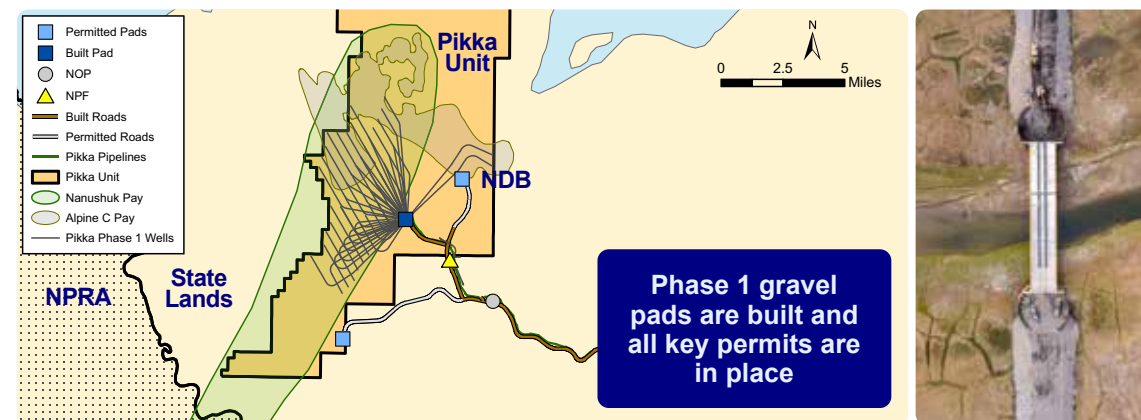 Permitted Pads
Built Pad
NOP
NPF
Built Roads
Permitted Roads
Pikka Pipelines
Pikka Unit
Nanushuk Pay
Alpine C Pay
Pikka Phase 1 Wells
Pikka
Unit
N
0 2.5 5
Miles
NDB
State
Lands
NPRA
Phase 1 gravel
pads are built and
all key permits are
in place